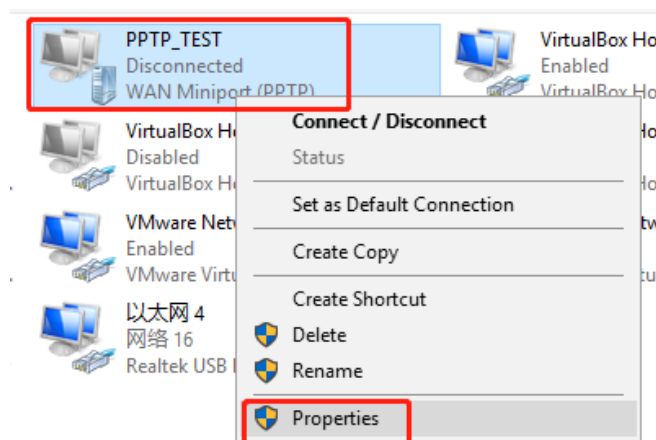 PPTP_TEST
Disconnected
WAN Miniport (PPTP)
VirtualBox Ho
Enabled
VirtualBox Ho
VirtualBox H
Disabled
VirtualBox H
VMware Net
Enabled
VMware Virtu
以太网 4
网络 16
Realtek USB
Connect / Disconnect
Status
Set as Default Connection
Create Copy
Create Shortcut
Delete
Rename
Properties